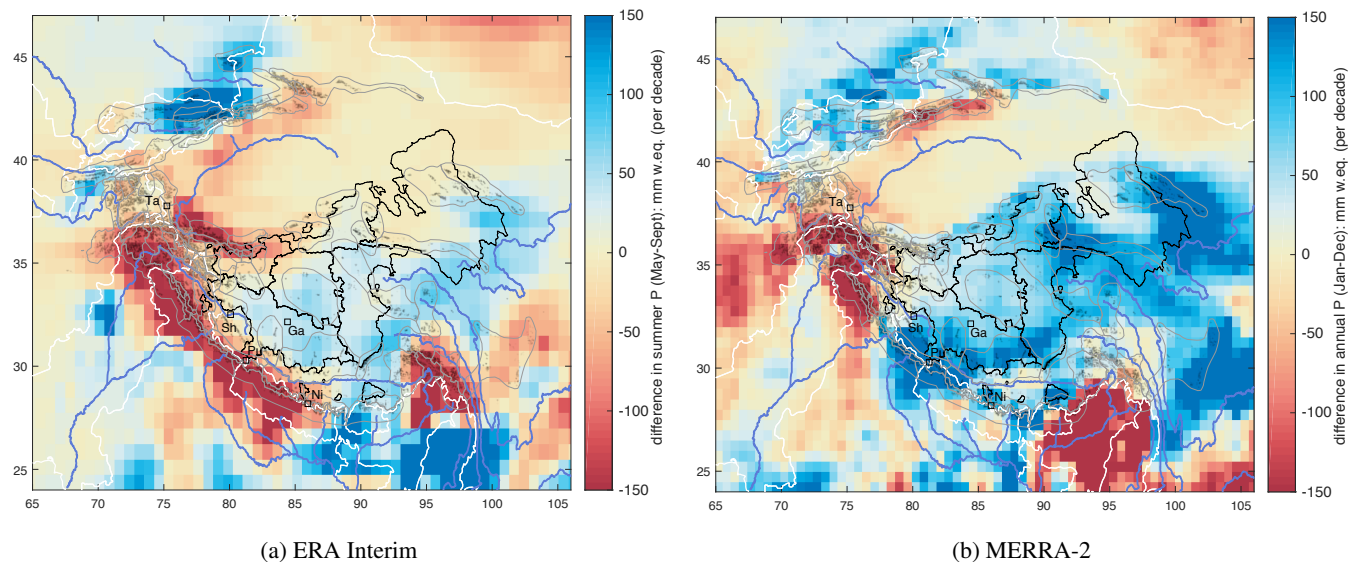 45
40
35
30
25
65 70 75 80 85 90 95 100 105
Ta
Sh
Ga
P
Ni
150
100
50
0
-50
-100
-150
difference in summer P (May-Sept): mm w.eq. (per decade)
(a) ERA Interim
45
40
35
30
25
65 70 75 80 85 90 95 100 105
Ta
Sh
Ga
P
Ni
150
100
50
0
-50
-100
-150
difference in annual P (Jan-Dec): mm w.eq. (per decade)
(b) MERRA-2